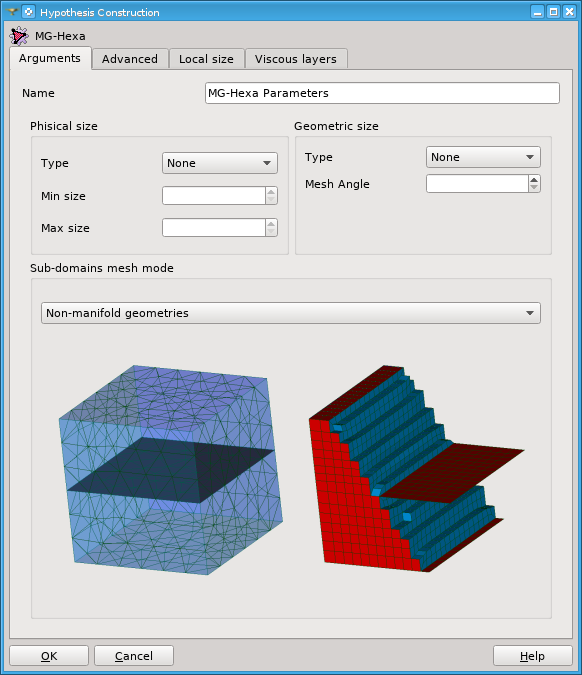 Hypothesis Construction
MG-Hexa
Arguments Advanced Local size Viscous layers
Name MG-Hexa Parameters
Phisical size Geometric size
Type None Type None
Min size Mesh Angle
Max size
Sub-domains mesh mode
Non-manifold geometries
OK Cancel Help